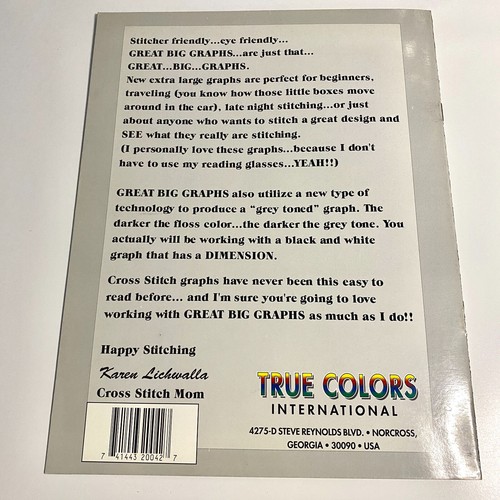 Stitcher friendly...eye friendly...
GREAT BIG GRAPHS...are just that...
GREAT...BIG...GRAPHS.
New extra large graphs are perfect for beginners,
traveling (you know how those little boxes move
around in the car), late night stitching...or just
about anyone who wants to stitch a great design and
SEE what they really are stitching.
(I personally love these graphs...because I don't
have to use my reading glasses...YEAH!!)
GREAT BIG GRAPHS also utilize a new type of
technology to produce a "grey toned" graph. The
darker the floss color...the darker the grey tone. You
actually will be working with a black and white
graph that has a DIMENSION.
Cross Stitch graphs have never been this easy to
read before... and I'm sure you're going to love
working with GREAT BIG GRAPHS as much as I do!!
Happy Stitching
Karen Lichwalla
Cross Stitch Mom
TRUE COLORS
INTERNATIONAL
4275-D STEVE REYNOLDS BLVD. • NORCROSS,
GEORGIA • 30090 • USA
7 41443 20042 7